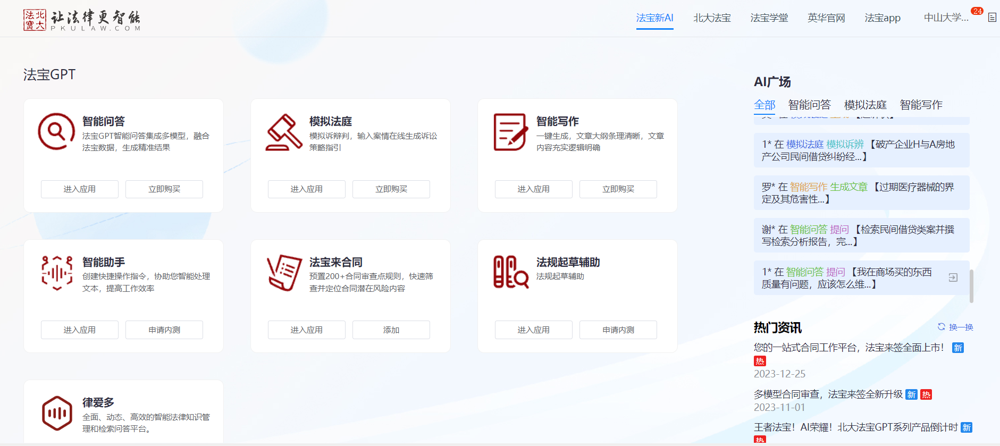 北大法宝
让法律更智能
PKULAW.COM
法宝新AI
北大法宝
法宝学堂
英华官网
法宝app
中山大学...
24
法宝GPT
智能问答
法宝GPT智能问答集成多模型，融合
法宝数据，生成精准结果
进入应用
立即购买
模拟法庭
模拟诉辩判，输入案情在线生成诉讼
策略指引
进入应用
立即购买
智能写作
一键生成，文章大纲条理清晰，文章
内容充实逻辑明确
进入应用
立即购买
智能助手
创建快捷操作指令，协助您智能处理
文本，提高工作效率
进入应用
申请内测
法宝来合同
预置200+合同审查点规则，快速筛
查并定位合同潜在风险内容
进入应用
添加
法规起草辅助
法规起草辅助
进入应用
申请内测
律爱多
全面、动态、高效的智能法律知识管
理和检索问答平台。
AI广场
全部
智能问答
模拟法庭
智能写作
1* 在 模拟法庭 模拟诉辨 【破产企业H与A房地
产公司民间借贷纠纷经...】
罗* 在 智能写作 生成文章 【过期医疗器械的界
定及其危害性...】
谢* 在 智能问答 提问 【检索民间借贷类案并撰
写检索分析报告，完...】
1* 在 智能问答 提问 【我在商场买的东西
质量有问题，应该怎么维...】
热门资讯
换一换
您的一站式合同工作平台，法宝来签全面上市！ 新
热
2023-12-25
多模型合同审查，法宝来签全新升级 新 热
2023-11-01
王者法宝！AI荣耀！北大法宝GPT系列产品倒计时 新
热